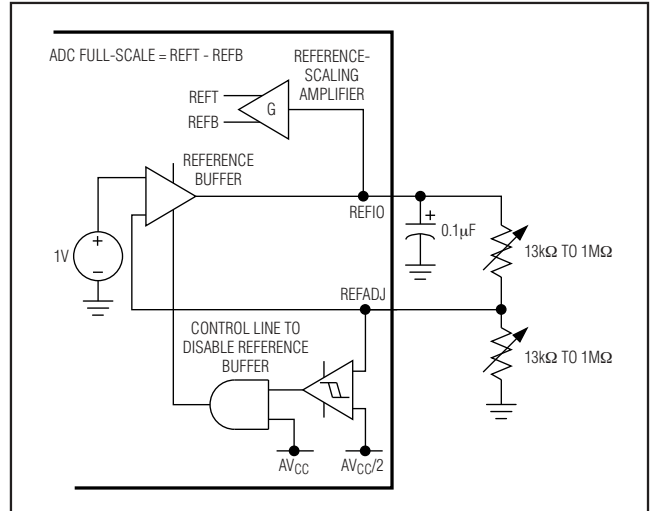 ADC FULL-SCALE = REFT - REFB
REFERENCE-
SCALING
AMPLIFIER
REFT
REFB
G
REFERENCE
BUFFER
REFIO
+
0.1µF
13kΩ TO 1MΩ
1V
+
−
REFADJ
CONTROL LINE TO
DISABLE REFERENCE
BUFFER
13kΩ TO 1MΩ
AVCC
AVCC/2